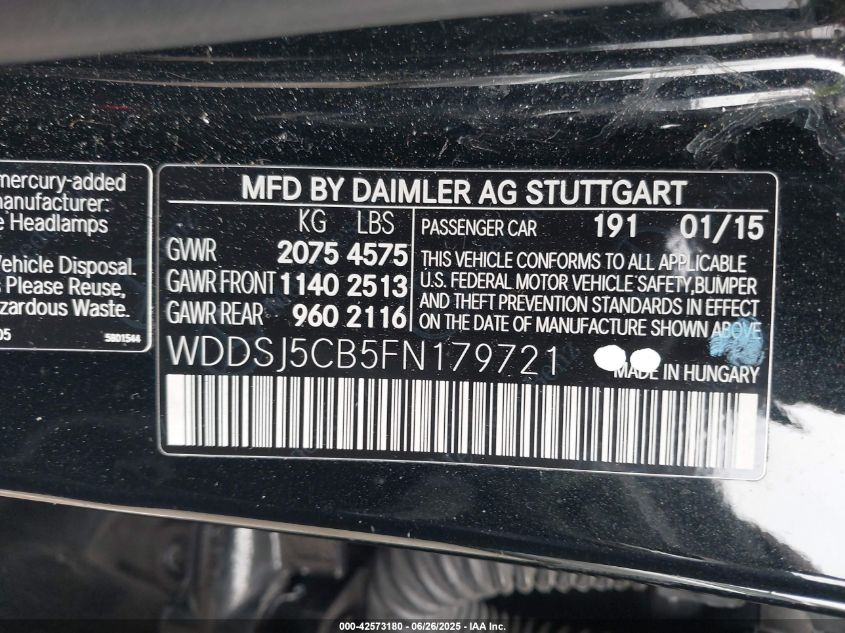 mercury-added
manufacturer:
e Headlamps
Vehicle Disposal.
s Please Reuse,
azardous Waste.
05 5801544
MFD BY DAIMLER AG STUTTGART
KG LBS
GVWR 2075 4575
GAWR FRONT 1140 2513
GAWR REAR 960 2116
PASSENGER CAR 191 01/15
THIS VEHICLE CONFORMS TO ALL APPLICABLE
U.S. FEDERAL MOTOR VEHICLE SAFETY,BUMPER
AND THEFT PREVENTION STANDARDS IN EFFECT
ON THE DATE OF MANUFACTURE SHOWN ABOVE
WDDSJ5CB5FN179721
MADE IN HUNGARY
000-42573180 - 06/26/2025 - IAA Inc.